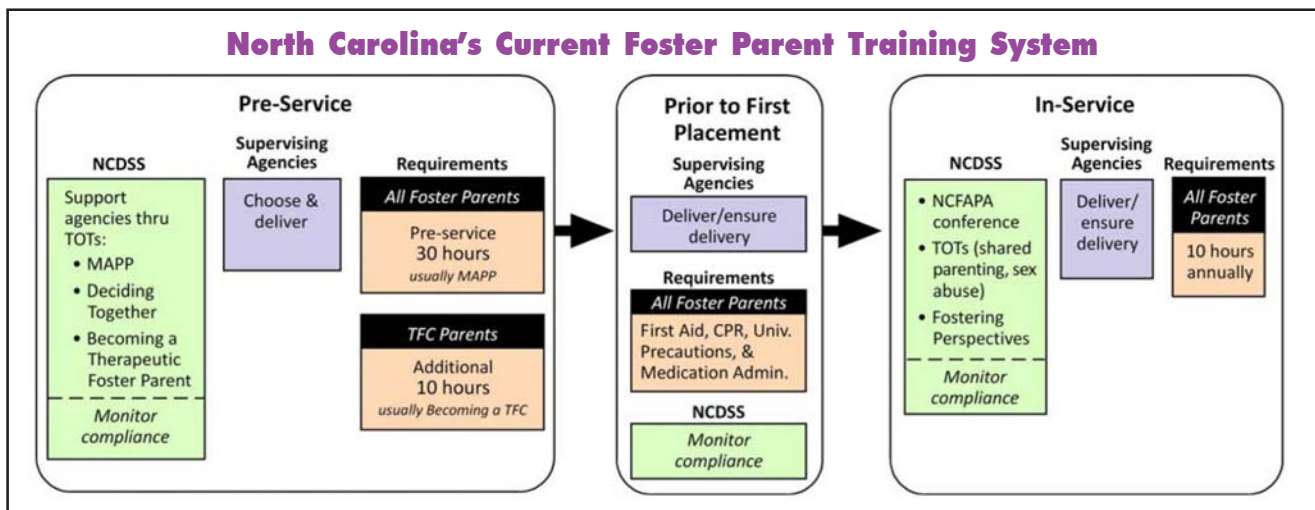 North Carolina's Current Foster Parent Training System
Pre-Service
NCDSS
Support
agencies thru
TOTs:
• MAPP
• Deciding
Together
• Becoming a
Therapeutic
Foster Parent
Monitor
compliance
Supervising
Agencies
Choose &
deliver
Requirements
All Foster Parents
Pre-service
30 hours
usually MAPP
TFC Parents
Additional
10 hours
usually Becoming a TFC
Prior to First
Placement
Supervising
Agencies
Deliver/ensure
delivery
Requirements
All Foster Parents
First Aid, CPR, Univ.
Precautions, &
Medication Admin.
NCDSS
Monitor
compliance
In-Service
NCDSS
• NCFAPA
conference
• TOTs (shared
parenting, sex
abuse)
• Fostering
Perspectives
Monitor
compliance
Supervising
Agencies
Deliver/
ensure
delivery
Requirements
All Foster
Parents
10 hours
annually